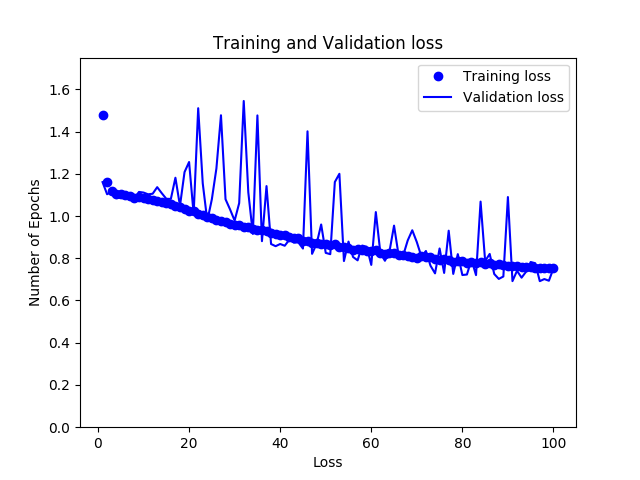 Training and Validation loss
Training loss
Validation loss
Number of Epochs
1.6
1.4
1.2
1.0
0.8
0.6
0.4
0.2
0.0
0 20 40 60 80 100
Loss